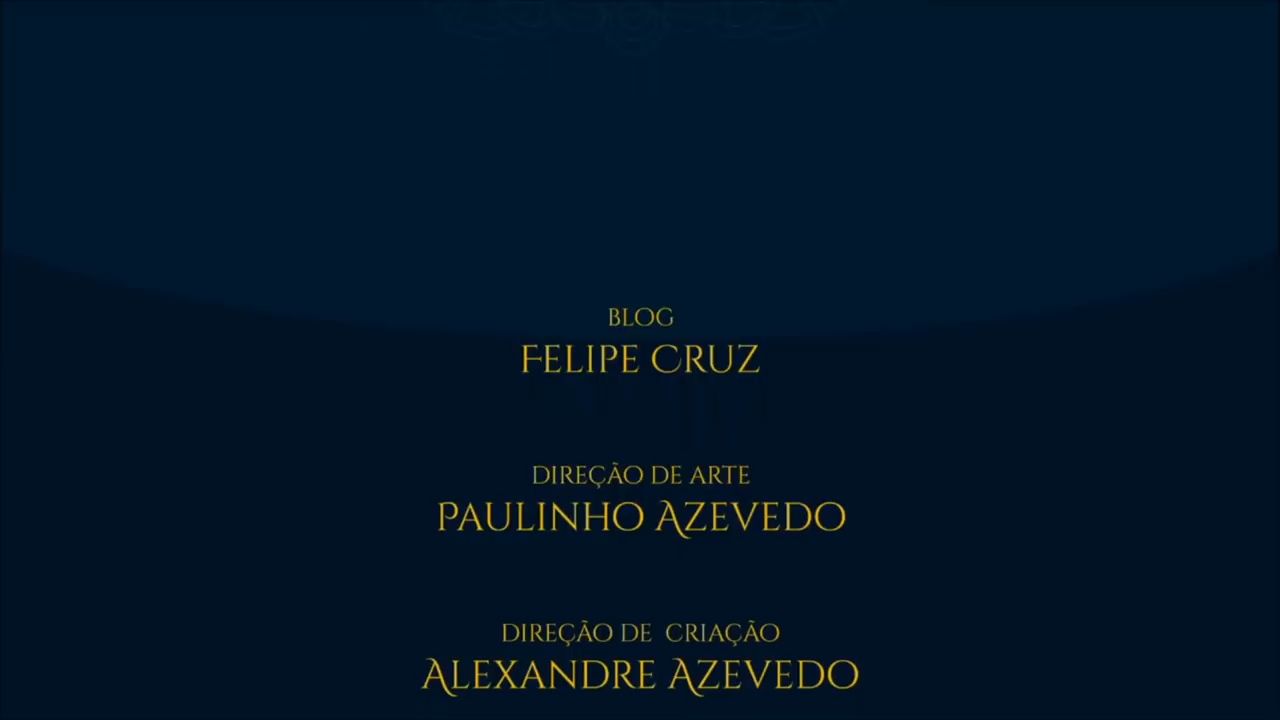 BLOG
FELIPE CRUZ
DIREÇÃO DE ARTE
PAULINHO AZEVEDO
DIREÇÃO DE CRIAÇÃO
ALEXANDRE AZEVEDO